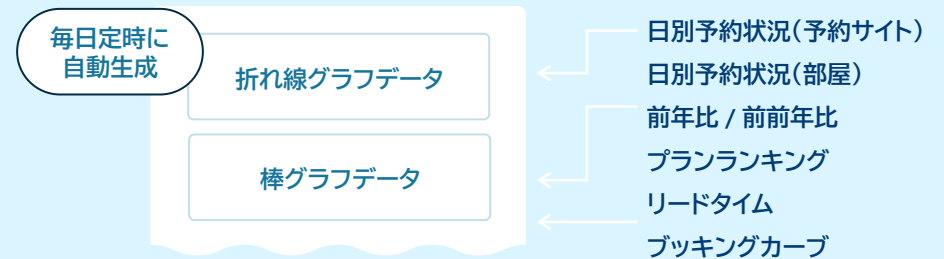 毎日定時に
自動生成
折れ線グラフデータ
棒グラフデータ
日別予約状況（予約サイト）
日別予約状況（部屋）
前年比 / 前前年比
プランランキング
リードタイム
ブッキングカーブ